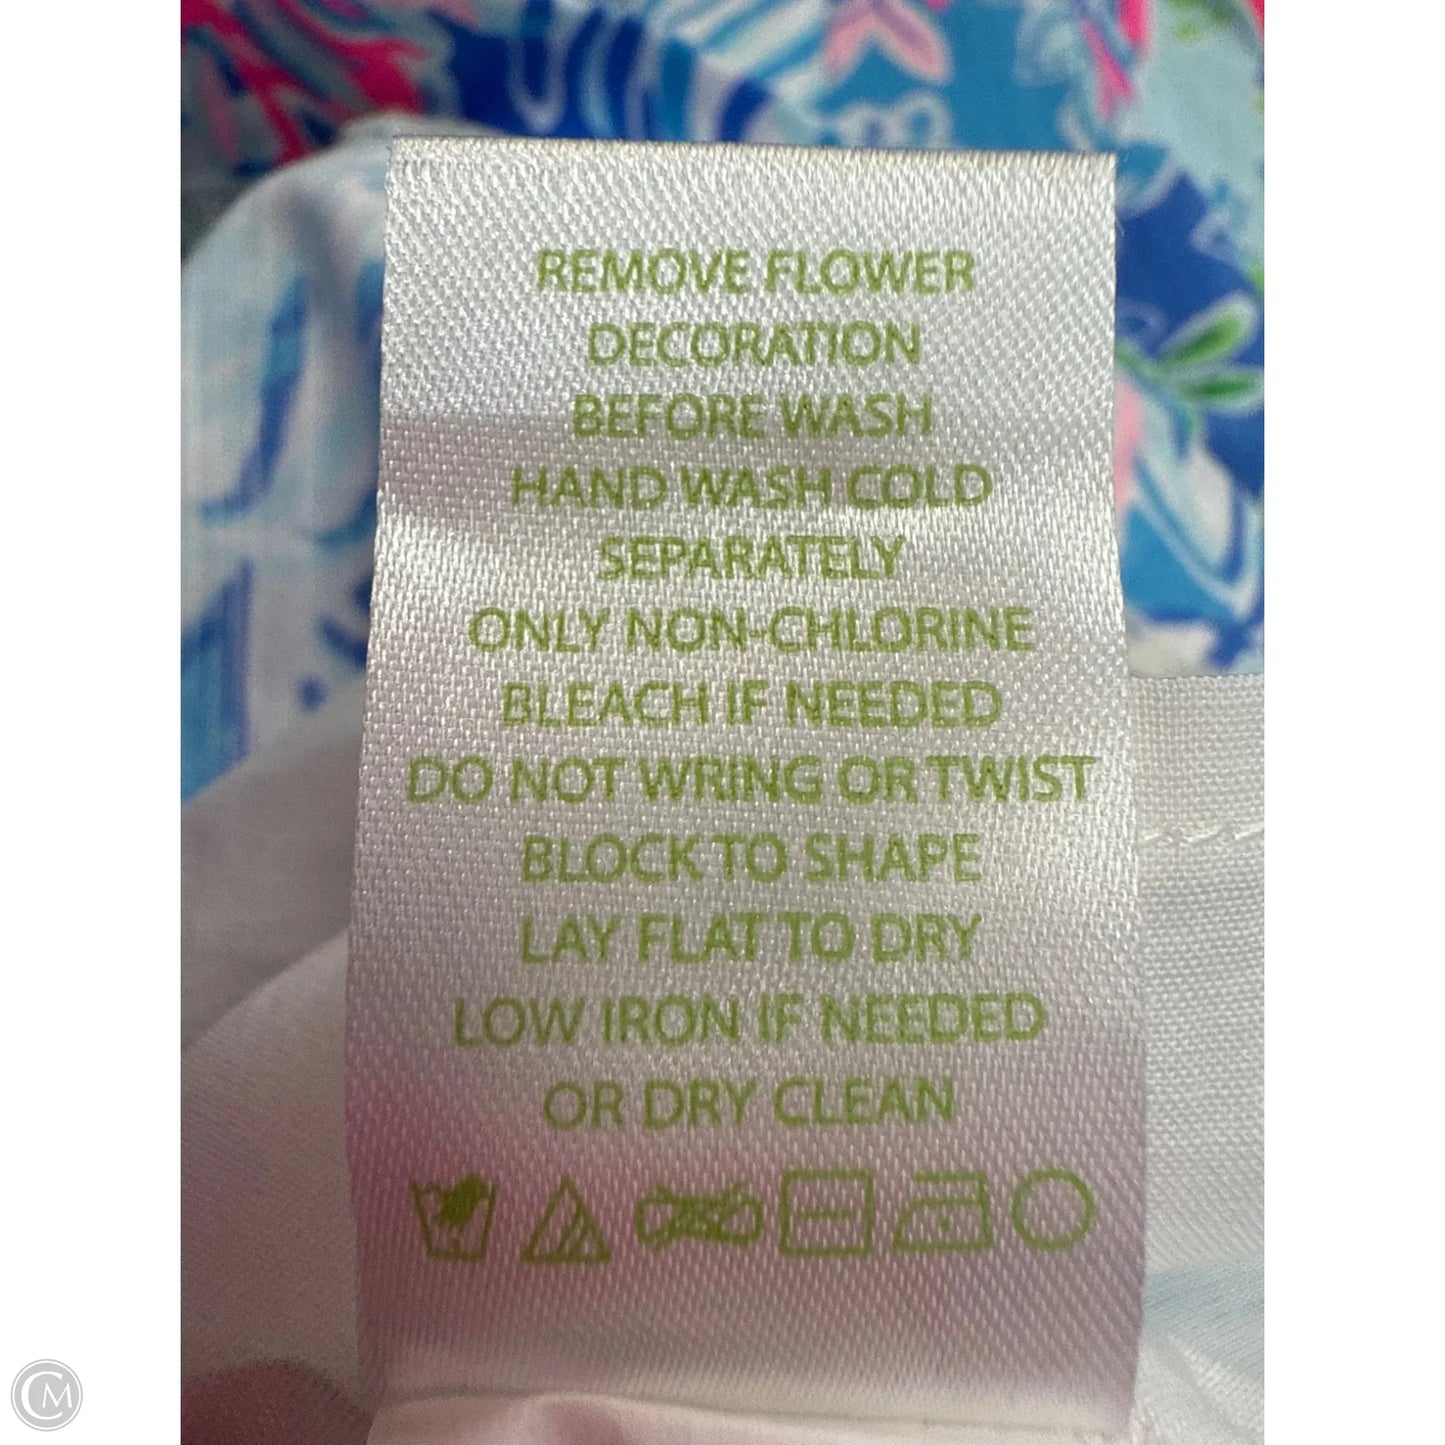 REMOVE FLOWER
DECORATION
BEFORE WASH
HAND WASH COLD
SEPARATELY
ONLY NON-CHLORINE
BLEACH IF NEEDED
DO NOT WRING OR TWIST
BLOCK TO SHAPE
LAY FLAT TO DRY
LOW IRON IF NEEDED
OR DRY CLEAN
CM